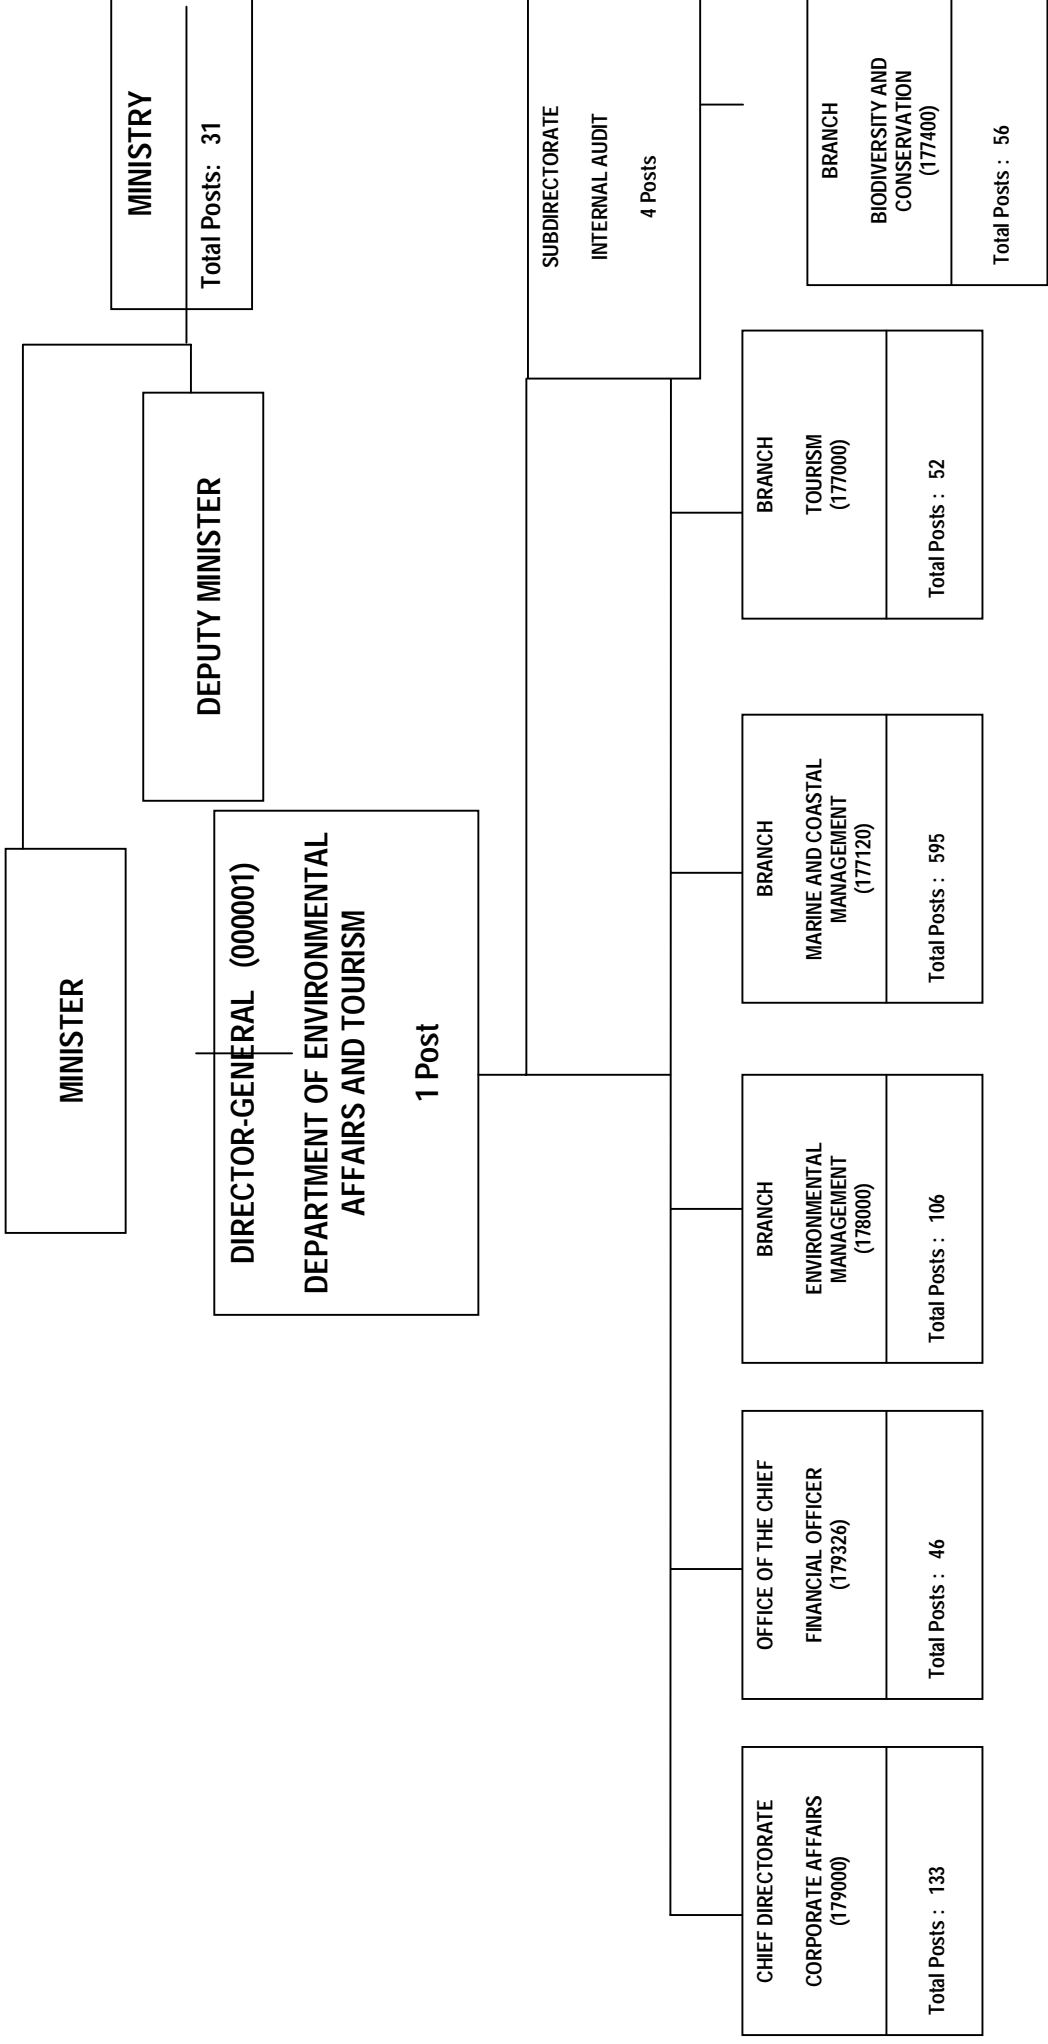 MINISTER
MINISTRY
Total Posts: 31
DEPUTY MINISTER
DIRECTOR-GENERAL (000001)
DEPARTMENT OF ENVIRONMENTAL
AFFAIRS AND TOURISM
1 Post
SUBDIRECTORATE
INTERNAL AUDIT
4 Posts
CHIEF DIRECTORATE
CORPORATE AFFAIRS
(179000)
Total Posts : 133
OFFICE OF THE CHIEF
FINANCIAL OFFICER
(179326)
Total Posts : 46
BRANCH
ENVIRONMENTAL
MANAGEMENT
(178000)
Total Posts : 106
BRANCH
MARINE AND COASTAL
MANAGEMENT
(177120)
Total Posts : 595
BRANCH
TOURISM
(177000)
Total Posts : 52
BRANCH
BIODIVERSITY AND
CONSERVATION
(177400)
Total Posts : 56